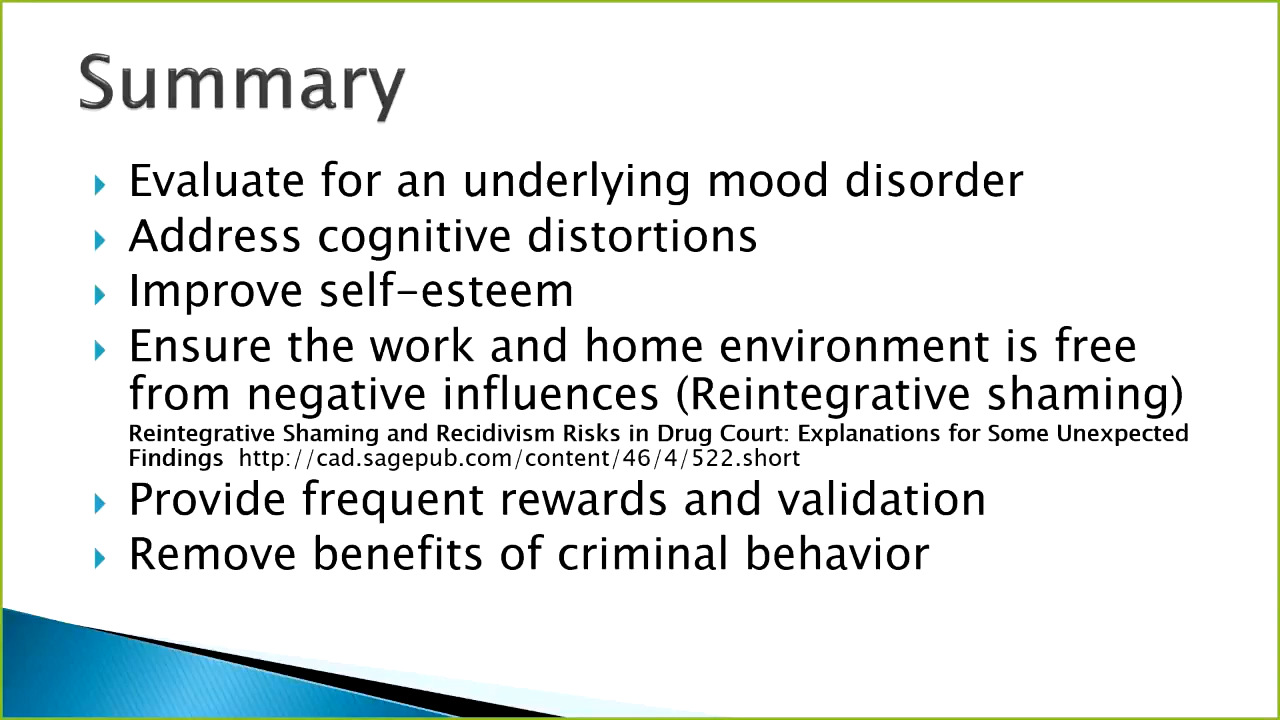 Summary
Evaluate for an underlying mood disorder
Address cognitive distortions
Improve self-esteem
Ensure the work and home environment is free
from negative influences (Reintegrative shaming)
Reintegrative Shaming and Recidivism Risks in Drug Court: Explanations for Some Unexpected
Findings http://cad.sagepub.com/content/46/4/522.short
Provide frequent rewards and validation
Remove benefits of criminal behavior